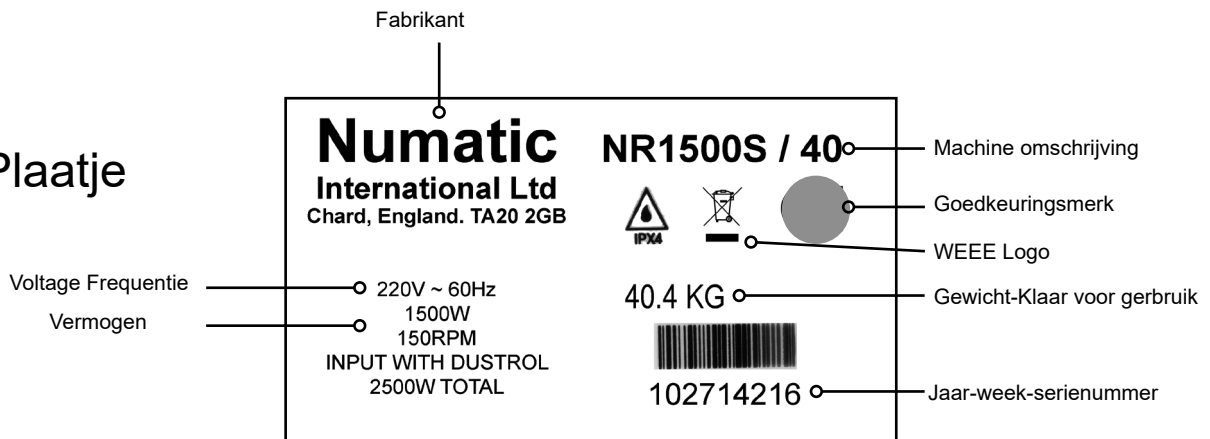 Fabrikant
Plaatje
Numatic
International Ltd
Chard, England. TA20 2GB
NR1500S / 40
IPX4
Machine omschrijving
Goedkeuringsmerk
WEEE Logo
Voltage Frequentie
Vermogen
220V ~ 60Hz
1500W
150RPM
INPUT WITH DUSTROL
2500W TOTAL
40.4 KG
Gewicht-Klaar voor gerbruik
102714216
Jaar-week-serienummer